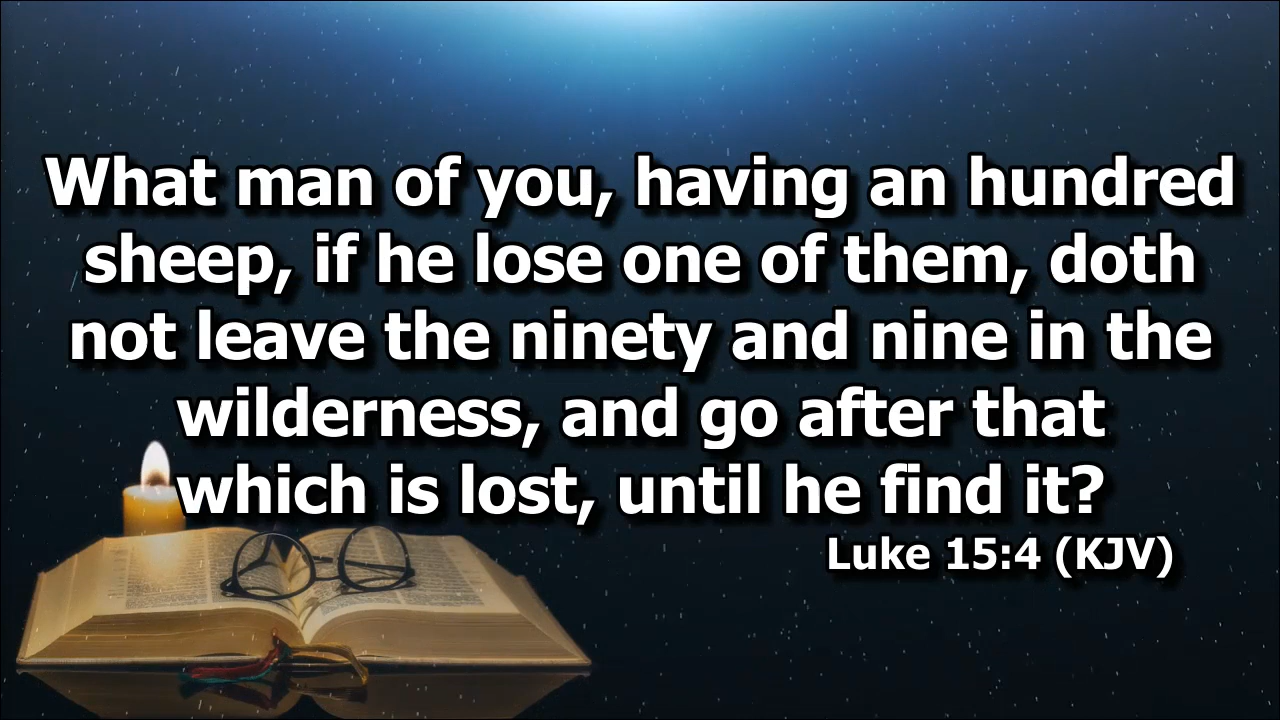 What man of you, having an hundred
sheep, if he lose one of them, doth
not leave the ninety and nine in the
wilderness, and go after that
which is lost, until he find it?
Luke 15:4 (KJV)